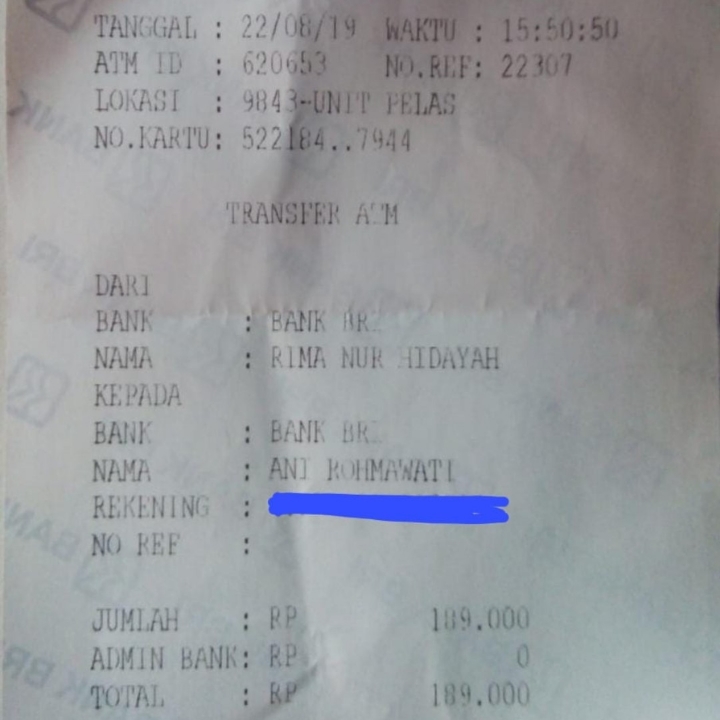 TANGGAL : 22/08/19 WAKTU : 15:50:50
ATM ID : 620653 NO.REF: 22307
LOKASI : 9843-UNIT PELAS
NO.KARTU: 522184..7944
TRANSFER ATM
DARI
BANK : BANK BRI
NAMA : RIMA NUR HIDAYAH
KEPADA
BANK : BANK BRI
NAMA : ANI ROHMAWATI
REKENING :
NO REF :
JUMLAH : RP 189.000
ADMIN BANK: RP 0
TOTAL : RP 189.000